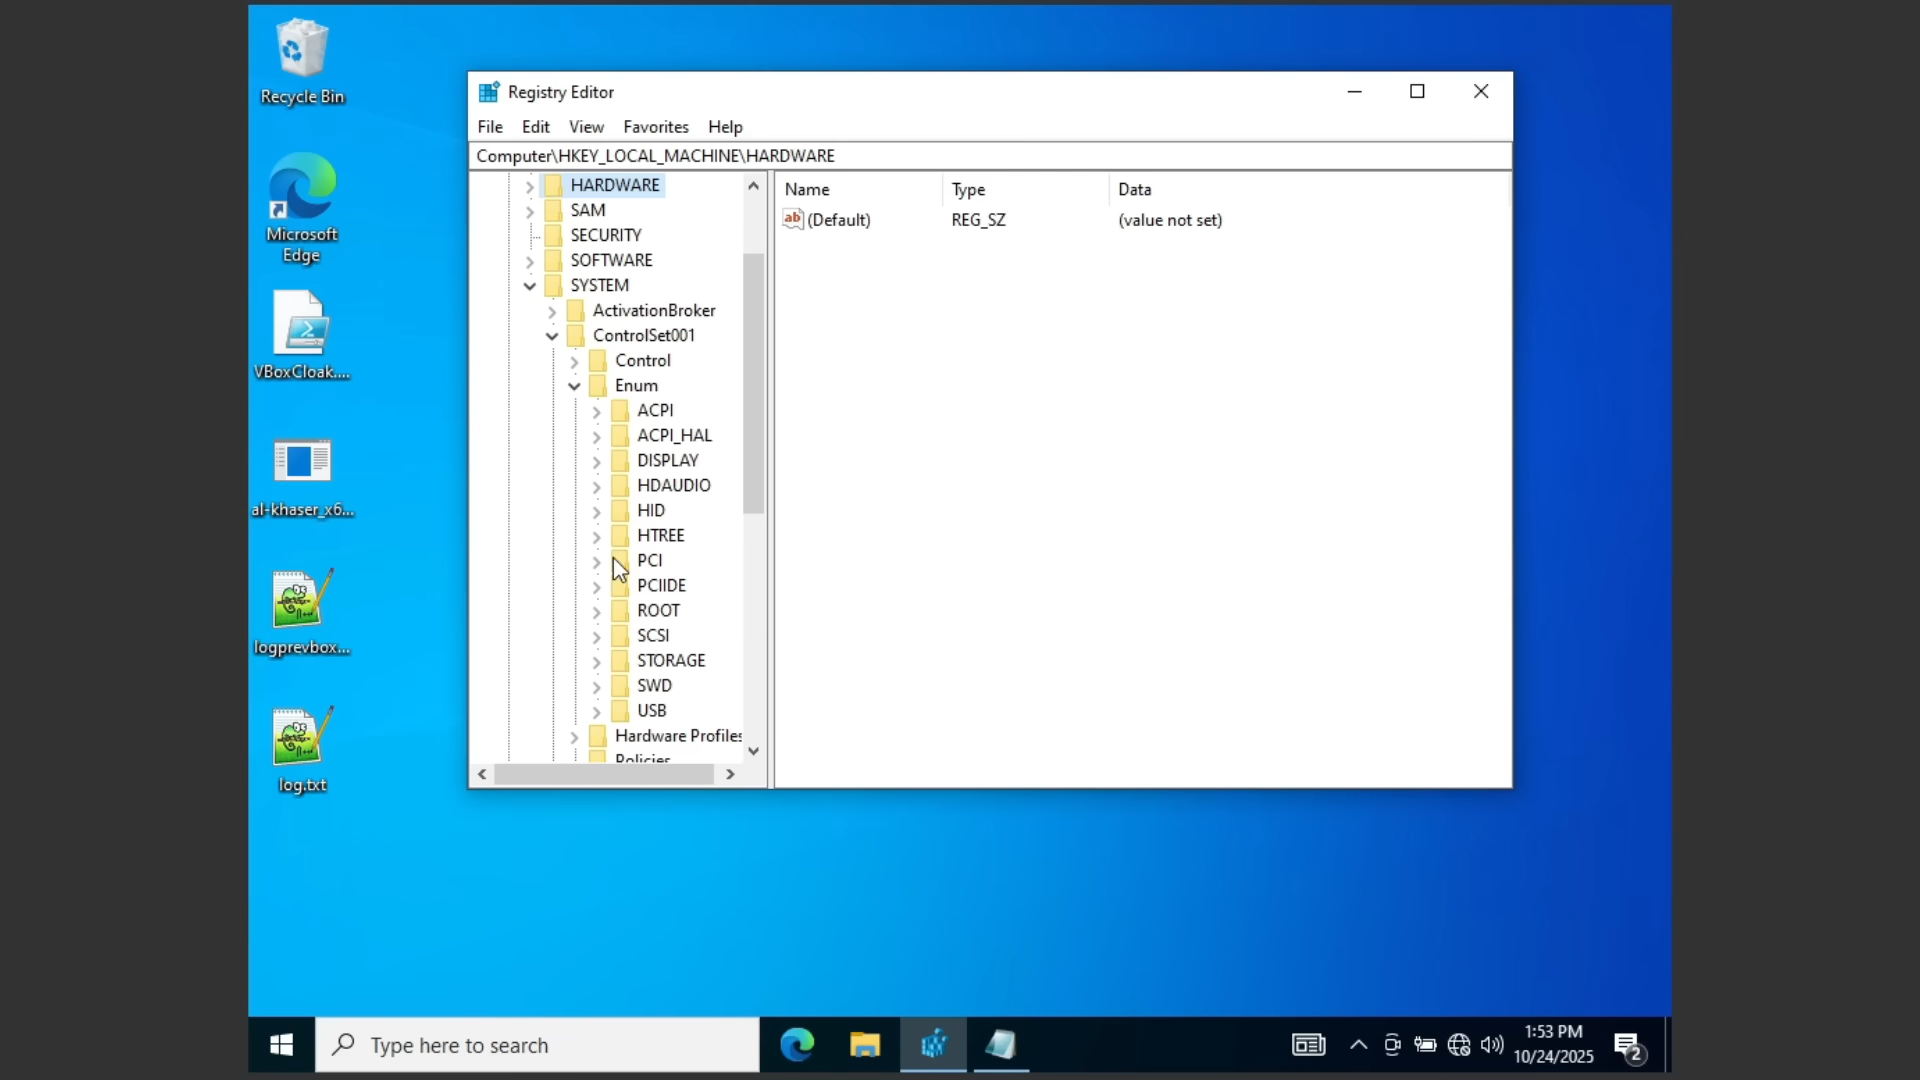 Recycle Bin
Microsoft
Edge
VBoxCloak....
al-khaser_x6...
logprevbox...
log.txt
Registry Editor
File Edit View Favorites Help
Computer\HKEY_LOCAL_MACHINE\HARDWARE
HARDWARE
SAM
SECURITY
SOFTWARE
SYSTEM
ActivationBroker
ControlSet001
Control
Enum
ACPI
ACPI_HAL
DISPLAY
HDAUDIO
HID
HTREE
PCI
PCIIDE
ROOT
SCSI
STORAGE
SWD
USB
Hardware Profiles
Policies
Name Type Data
(Default) REG_SZ (value not set)
Type here to search
1:53 PM
10/24/2025
2